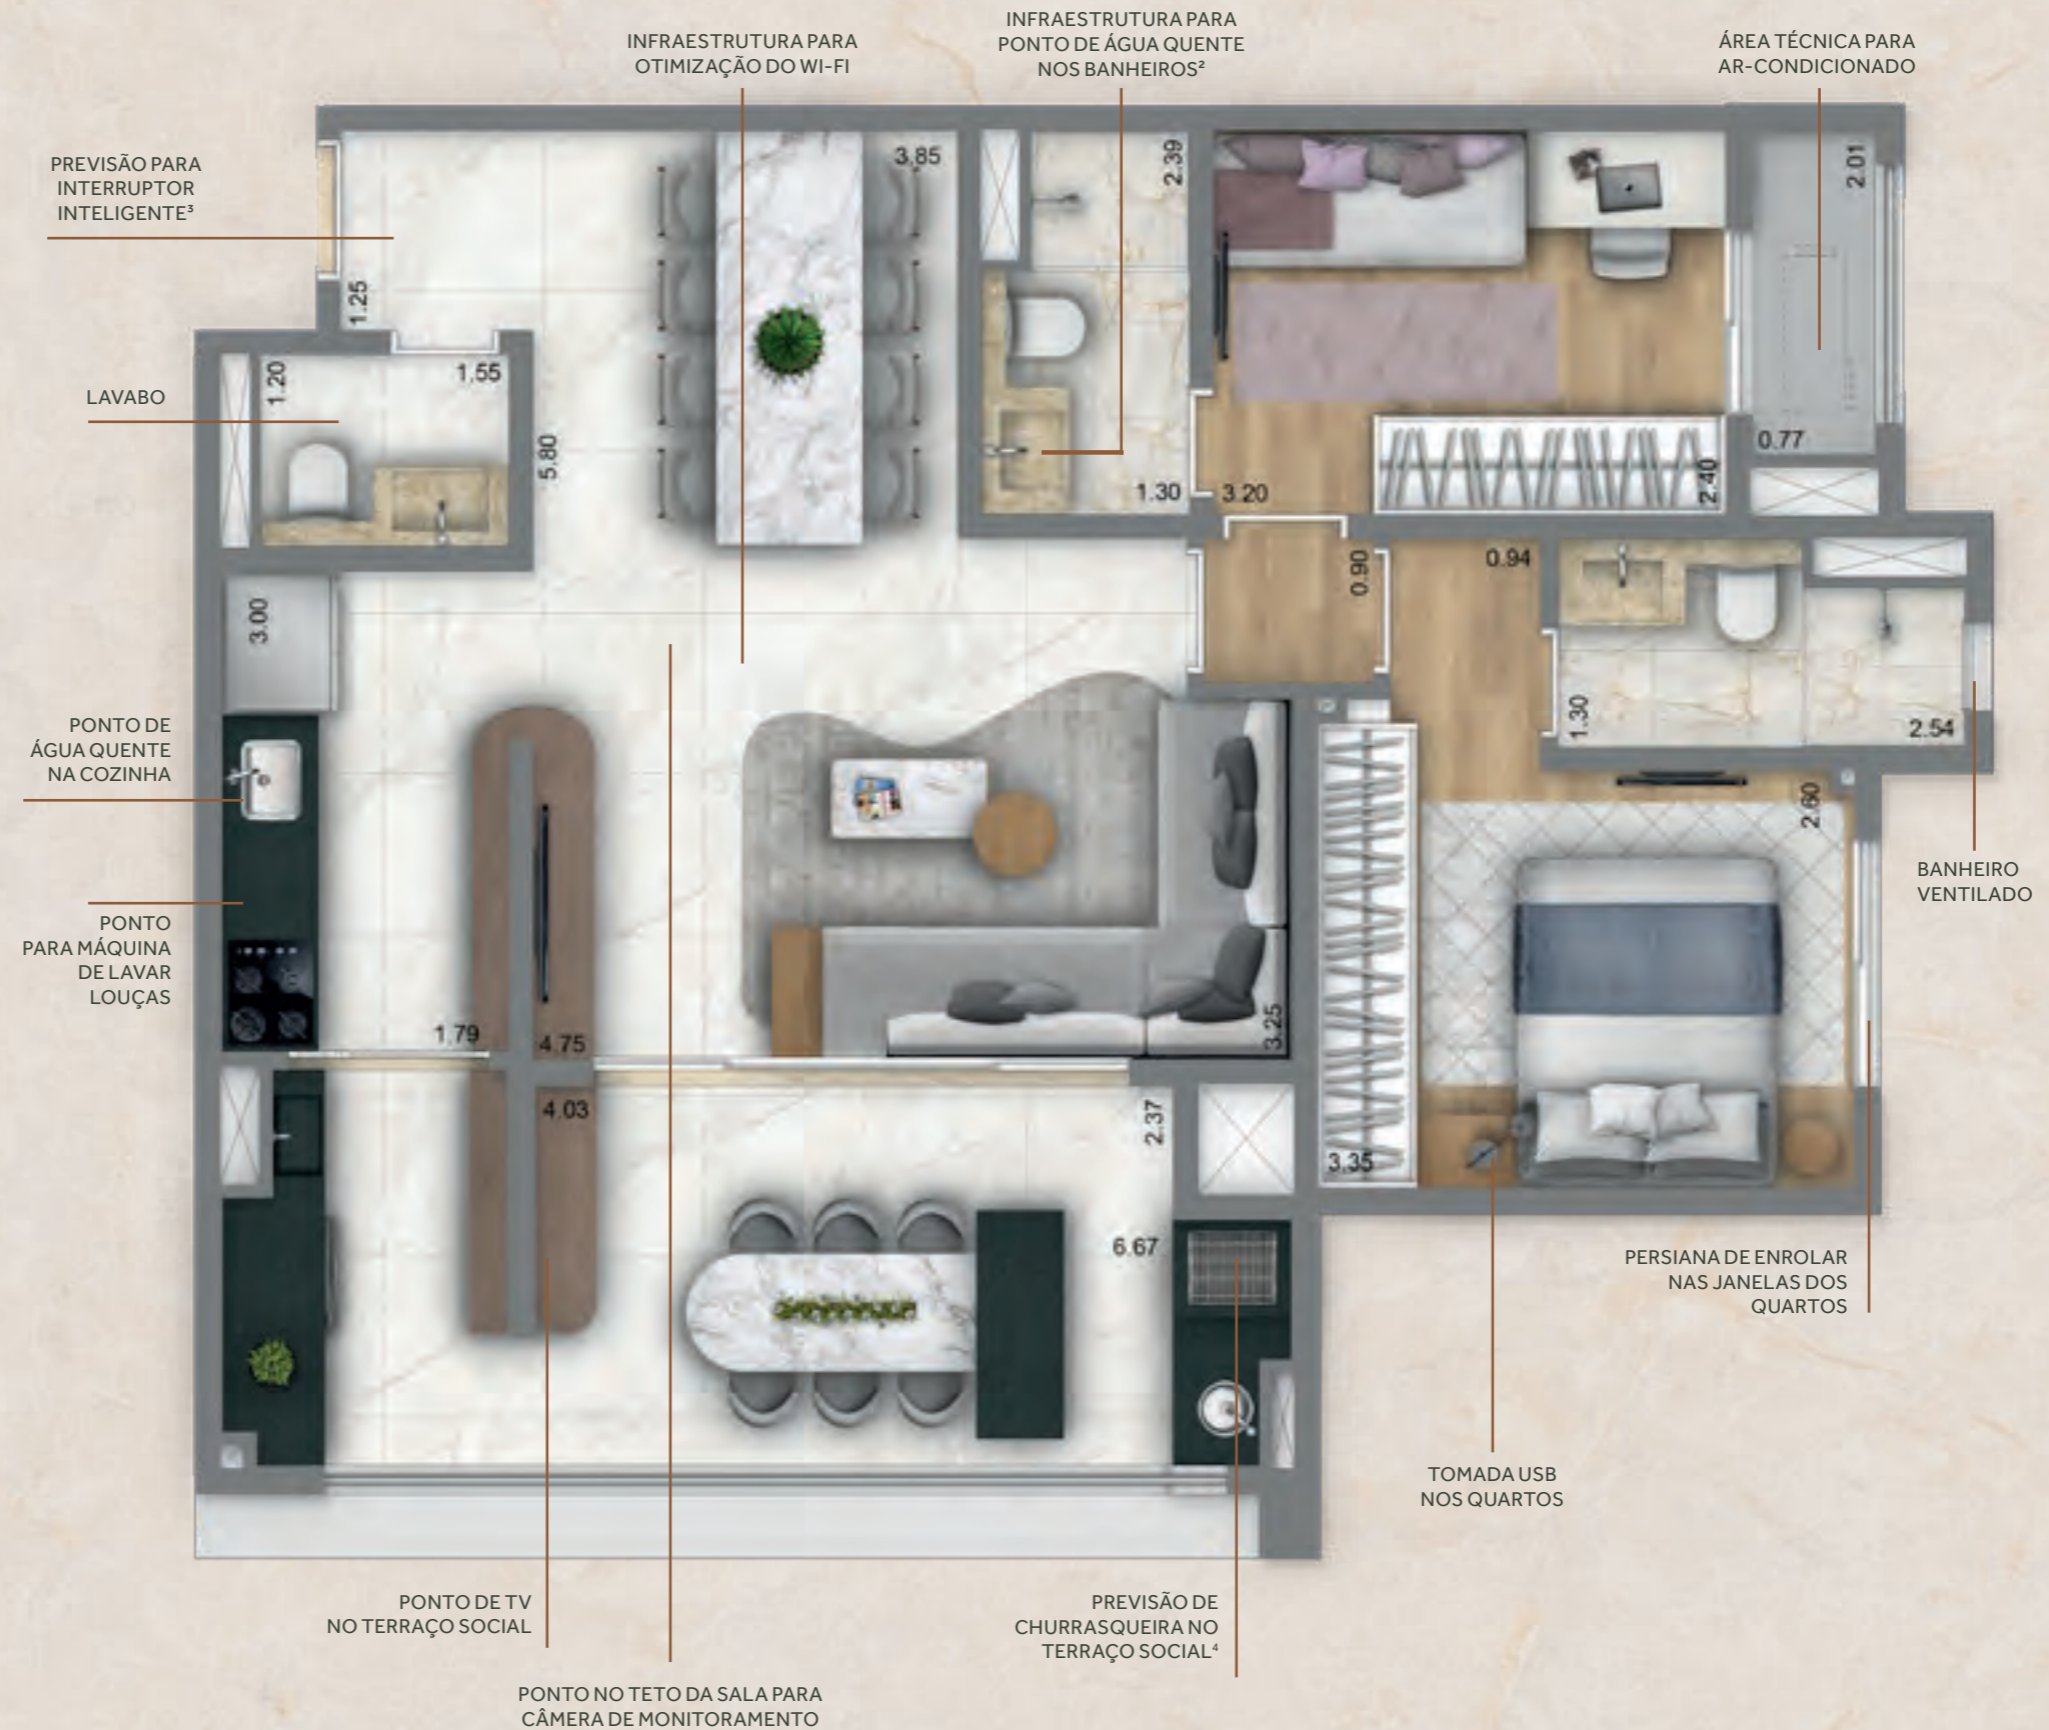 INFRAESTRUTURA PARA
OTIMIZAÇÃO DO WI-FI
INFRAESTRUTURA PARA
PONTO DE ÁGUA QUENTE
NOS BANHEIROS²
ÁREA TÉCNICA PARA
AR-CONDICIONADO
PREVISÃO PARA
INTERRUPTOR
INTELIGENTE³
3,85
2.39
2.01
1.25
LAVABO
1.20
1,55
5.80
0.77
2.40
1.30
3.20
3.00
0.90
0.94
1.30
2.54
PONTO DE
ÁGUA QUENTE
NA COZINHA
2.60
BANHEIRO
VENTILADO
PONTO
PARA MÁQUINA
DE LAVAR
LOUÇAS
1.79
4.75
3.25
4.03
2.37
3.35
6.67
PERSIANA DE ENROLAR
NAS JANELAS DOS
QUARTOS
TOMADA USB
NOS QUARTOS
PONTO DE TV
NO TERRAÇO SOCIAL
PREVISÃO DE
CHURRASQUEIRA NO
TERRAÇO SOCIAL⁴
PONTO NO TETO DA SALA PARA
CÂMERA DE MONITORAMENTO